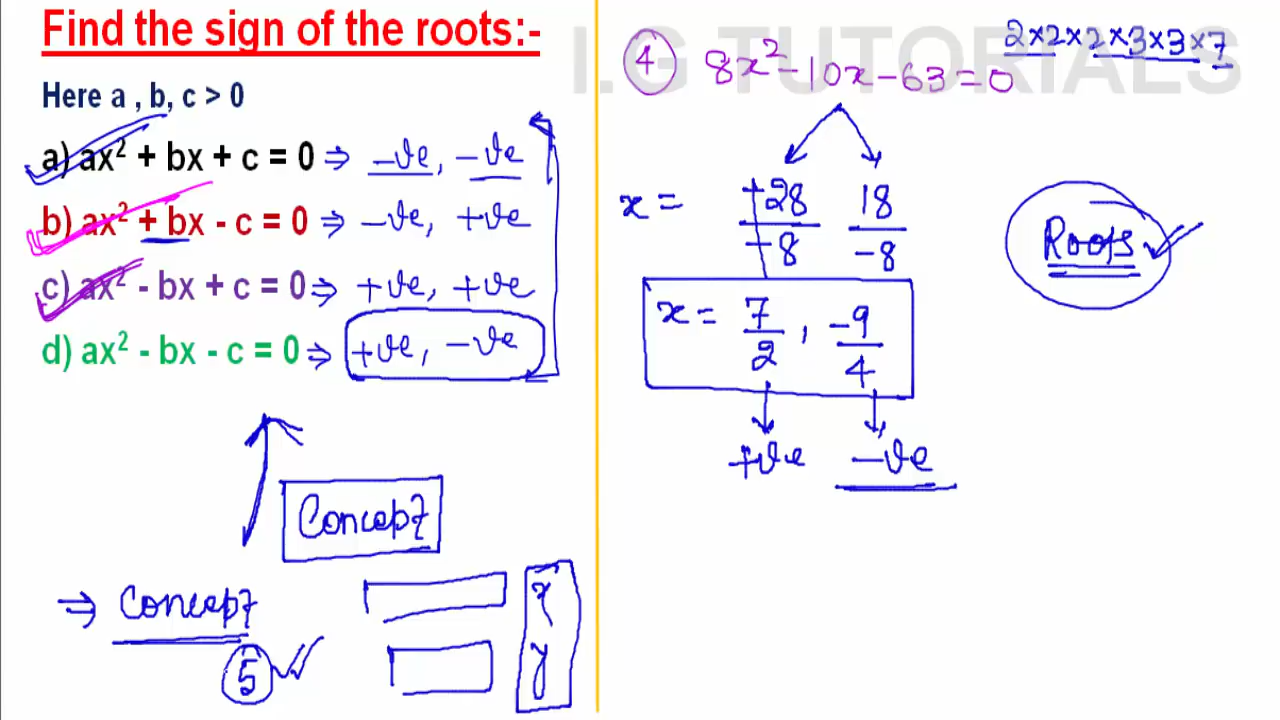 Find the sign of the roots:-
Here a , b, c > 0
a) ax² + bx + c = 0 ⇒ -ve, -ve
b) ax² + bx - c = 0 ⇒ -ve, +ve
c) ax² - bx + c = 0 ⇒ +ve, +ve
d) ax² - bx - c = 0 ⇒ +ve, -ve
Concept
⇒ Concept
5
x
y
I.G TUTORIALS
2×2×2×3×3×7
4 8x² - 10x - 63 = 0
x = +28/+8 18/-8
x = 7/2 , -9/4
+ve -ve
Roots